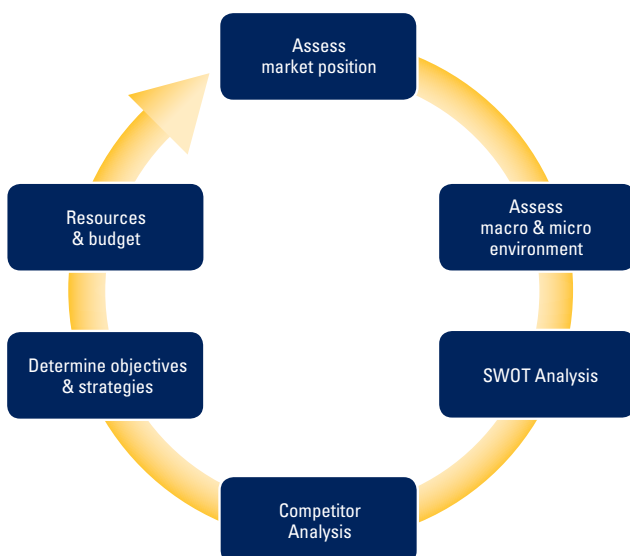 Assess
market position
Assess
macro & micro
environment
SWOT Analysis
Competitor
Analysis
Determine objectives
& strategies
Resources
& budget